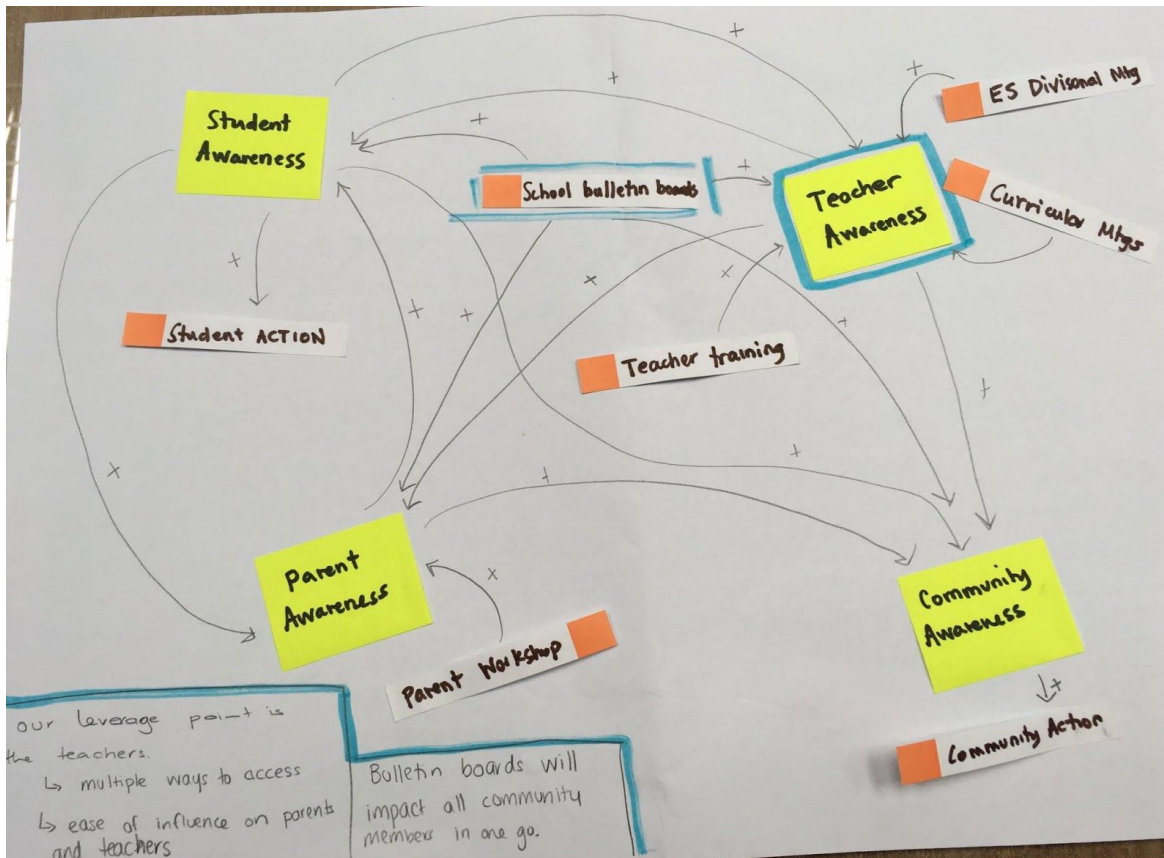 Student
Awareness
ES Divisonal Mtg
School bulletin boards
Teacher
Awareness
Curricular Mtgs
Student ACTION
Teacher training
Parent
Awareness
Parent Workshop
Community
Awareness
Community Action
our leverage point is
the teachers.
↳ multiple ways to access
↳ ease of influence on parents
and teachers
Bulletin boards will
impact all community
members in one go.